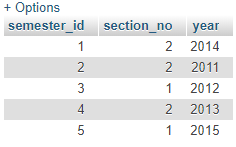 + Options
semester_id section_no year
1 2 2014
2 2 2011
3 1 2012
4 2 2013
5 1 2015